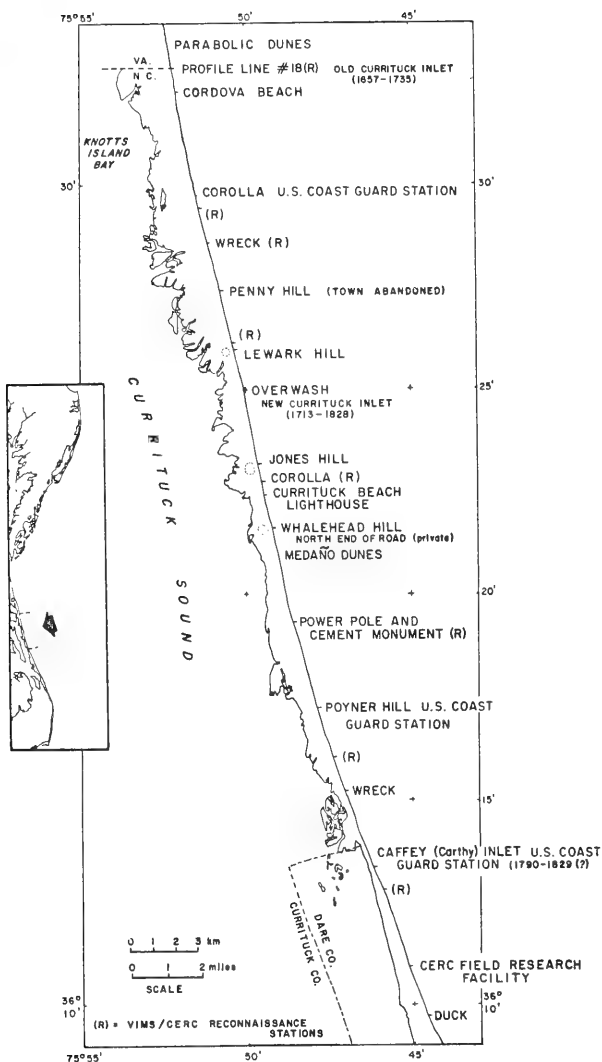 75°55' 50' 45'
PARABOLIC DUNES
VA.
N C.
PROFILE LINE #18(R) OLD CURRITUCK INLET
(1657-1735)
CORDOVA BEACH
KNOTTS
ISLAND
BAY
30' 30'
COROLLA U.S. COAST GUARD STATION
(R)
WRECK (R)
PENNY HILL (TOWN ABANDONED)
(R)
LEWARK HILL
25'
OVERWASH
NEW CURRITUCK INLET
(1713-1828)
CURRITUCK SOUND
JONES HILL
COROLLA (R)
CURRITUCK BEACH
LIGHTHOUSE
WHALEHEAD HILL
NORTH END OF ROAD (private)
MEDAÑO DUNES
20'
POWER POLE AND
CEMENT MONUMENT (R)
POYNER HILL U.S. COAST
GUARD STATION
(R)
WRECK
15'
CAFFEY (Carthy) INLET U.S. COAST
GUARD STATION (1790-1829(?)
(R)
DARE CO.
CURRITUCK CO.
0 1 2 3 km
0 1 2 miles
SCALE
CERC FIELD RESEARCH
FACILITY
DUCK
36°
10'
36°
10'
(R) = VIMS/CERC RECONNAISSANCE
STATIONS
75°55' 50' 45'